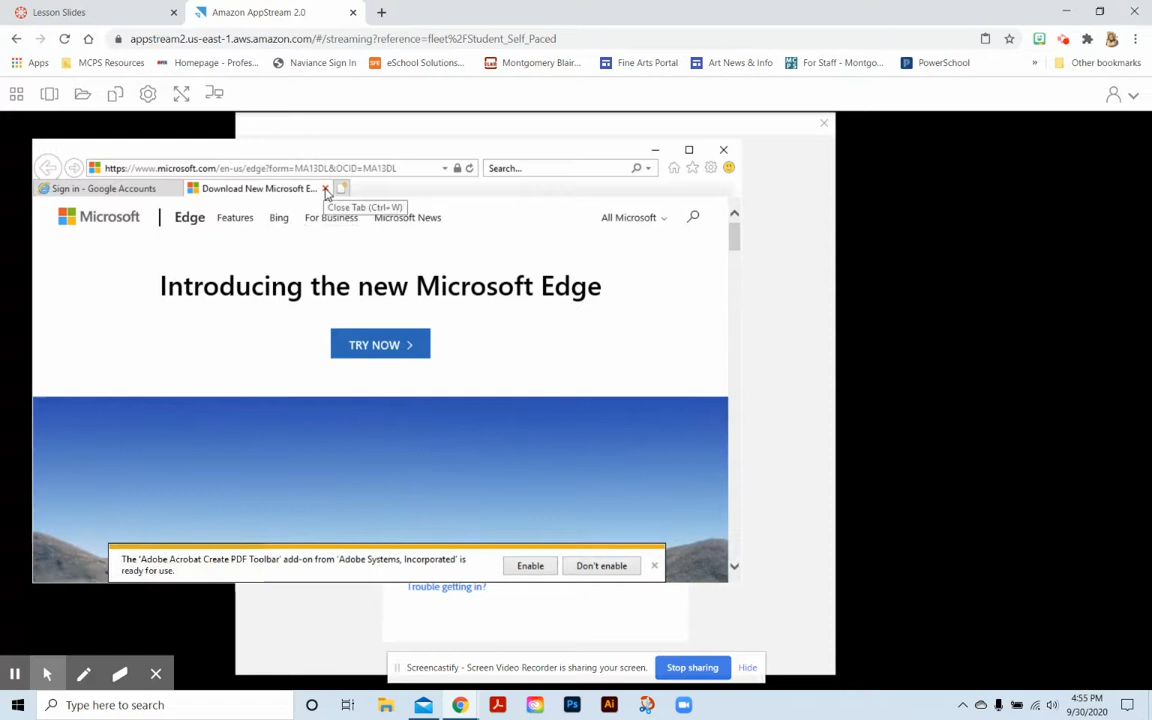 Lesson Slides
Amazon AppStream 2.0
appstream2.us-east-1.aws.amazon.com/#/streaming?reference=fleet%2FStudent_Self_Paced
Apps
MCPS Resources
Homepage - Profes...
Naviance Sign In
eSchool Solutions...
Montgomery Blair...
Fine Arts Portal
Art News & Info
For Staff - Montgo...
PowerSchool
»
Other bookmarks
https://www.microsoft.com/en-us/edge?form=MA13DL&OCID=MA13DL
Search...
Sign in - Google Accounts
Download New Microsoft E...
Close Tab (Ctrl+W)
Microsoft
Edge
Features
Bing
For Business
Microsoft News
All Microsoft
Introducing the new Microsoft Edge
TRY NOW >
The 'Adobe Acrobat Create PDF Toolbar' add-on from 'Adobe Systems, Incorporated' is
ready for use.
Enable
Don't enable
Trouble getting in?
Screencastify - Screen Video Recorder is sharing your screen.
Stop sharing
Hide
Type here to search
Ps
Ai
4:55 PM
9/30/2020